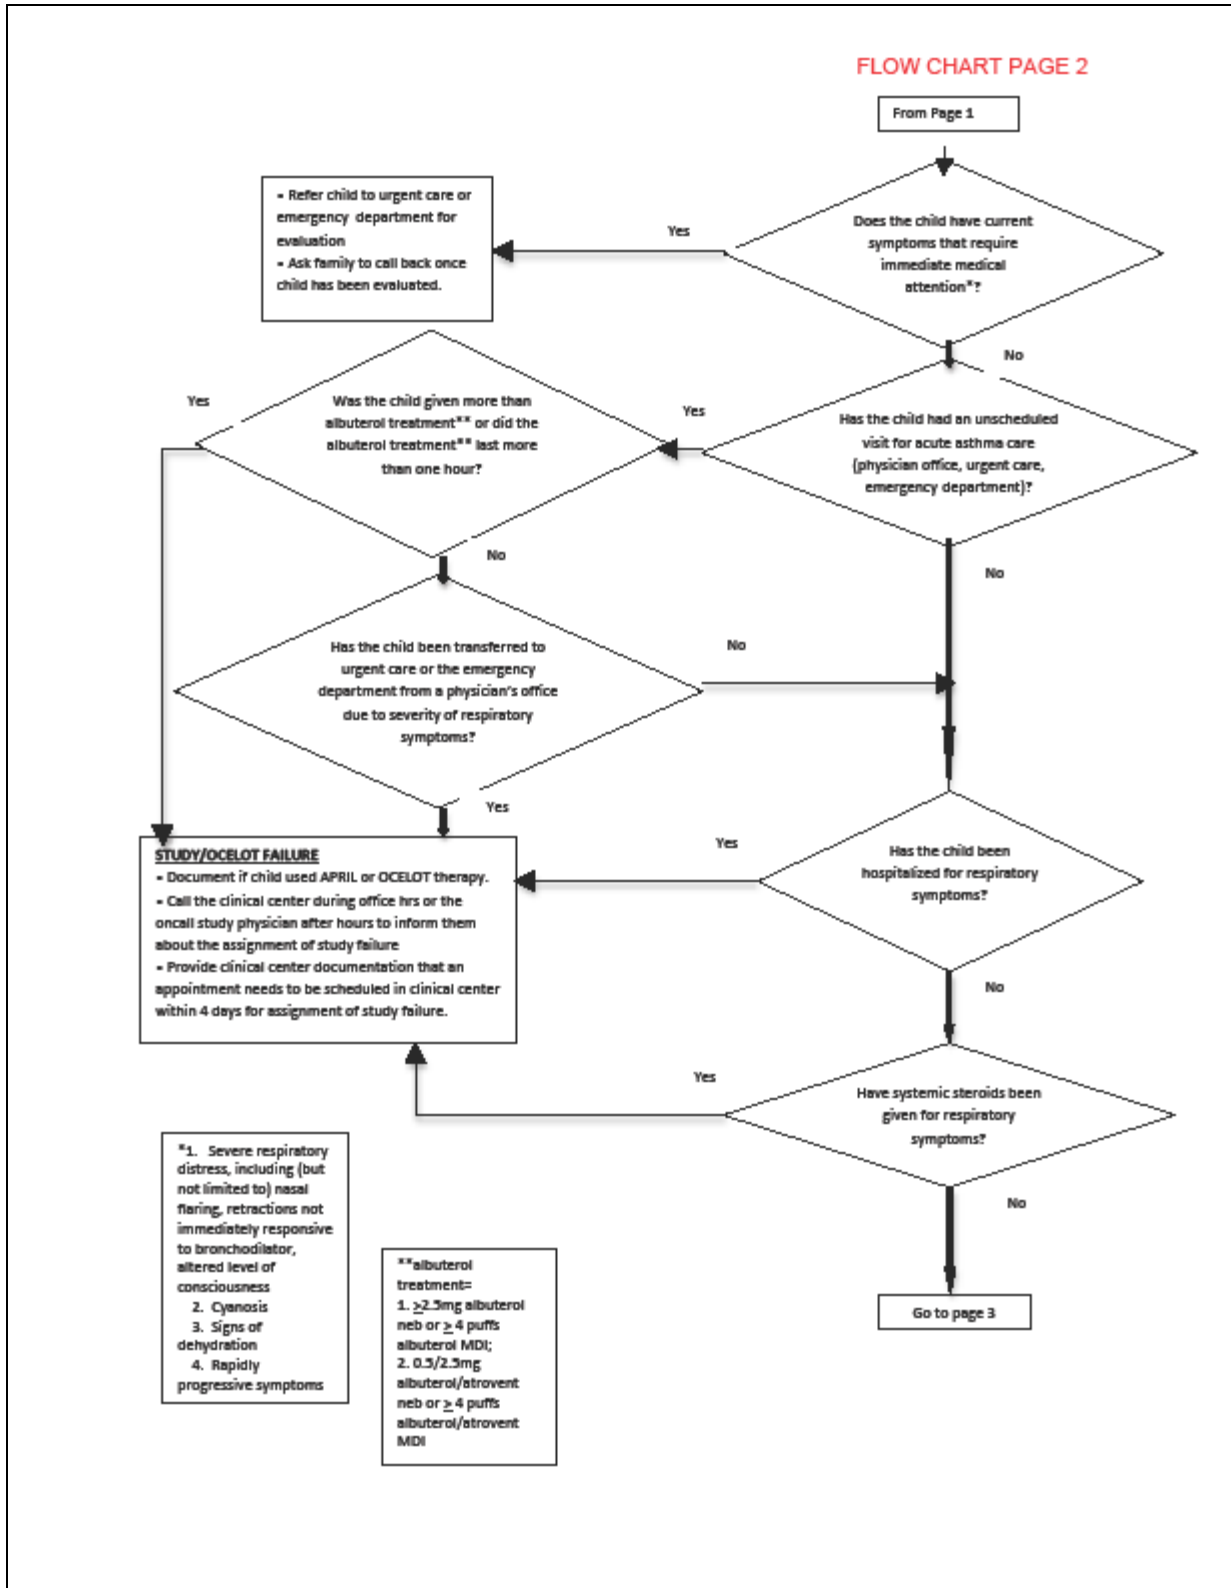 FLOW CHART PAGE 2
From Page 1
Does the child have current
symptoms that require
immediate medical
attention*?
Yes
- Refer child to urgent care or
emergency department for
evaluation
- Ask family to call back once
child has been evaluated.
No
Has the child had an unscheduled
visit for acute asthma care
(physician office, urgent care,
emergency department)?
Yes
Was the child given more than
albuterol treatment** or did the
albuterol treatment** last more
than one hour?
Yes
No
No
Has the child been transferred to
urgent care or the emergency
department from a physician's office
due to severity of respiratory
symptoms?
No
Yes
STUDY/OCELOT FAILURE
- Document if child used APRIL or OCELOT therapy.
- Call the clinical center during office hrs or the
oncall study physician after hours to inform them
about the assignment of study failure
- Provide clinical center documentation that an
appointment needs to be scheduled in clinical center
within 4 days for assignment of study failure.
Yes
Has the child been
hospitalized for respiratory
symptoms?
No
Yes
Have systemic steroids been
given for respiratory
symptoms?
No
Go to page 3
*1. Severe respiratory
distress, including (but
not limited to) nasal
flaring, retractions not
immediately responsive
to bronchodilator,
altered level of
consciousness
2. Cyanosis
3. Signs of
dehydration
4. Rapidly
progressive symptoms
**albuterol
treatment=
1. ≥2.5mg albuterol
neb or ≥ 4 puffs
albuterol MDI;
2. 0.5/2.5mg
albuterol/atrovent
neb or ≥ 4 puffs
albuterol/atrovent
MDI